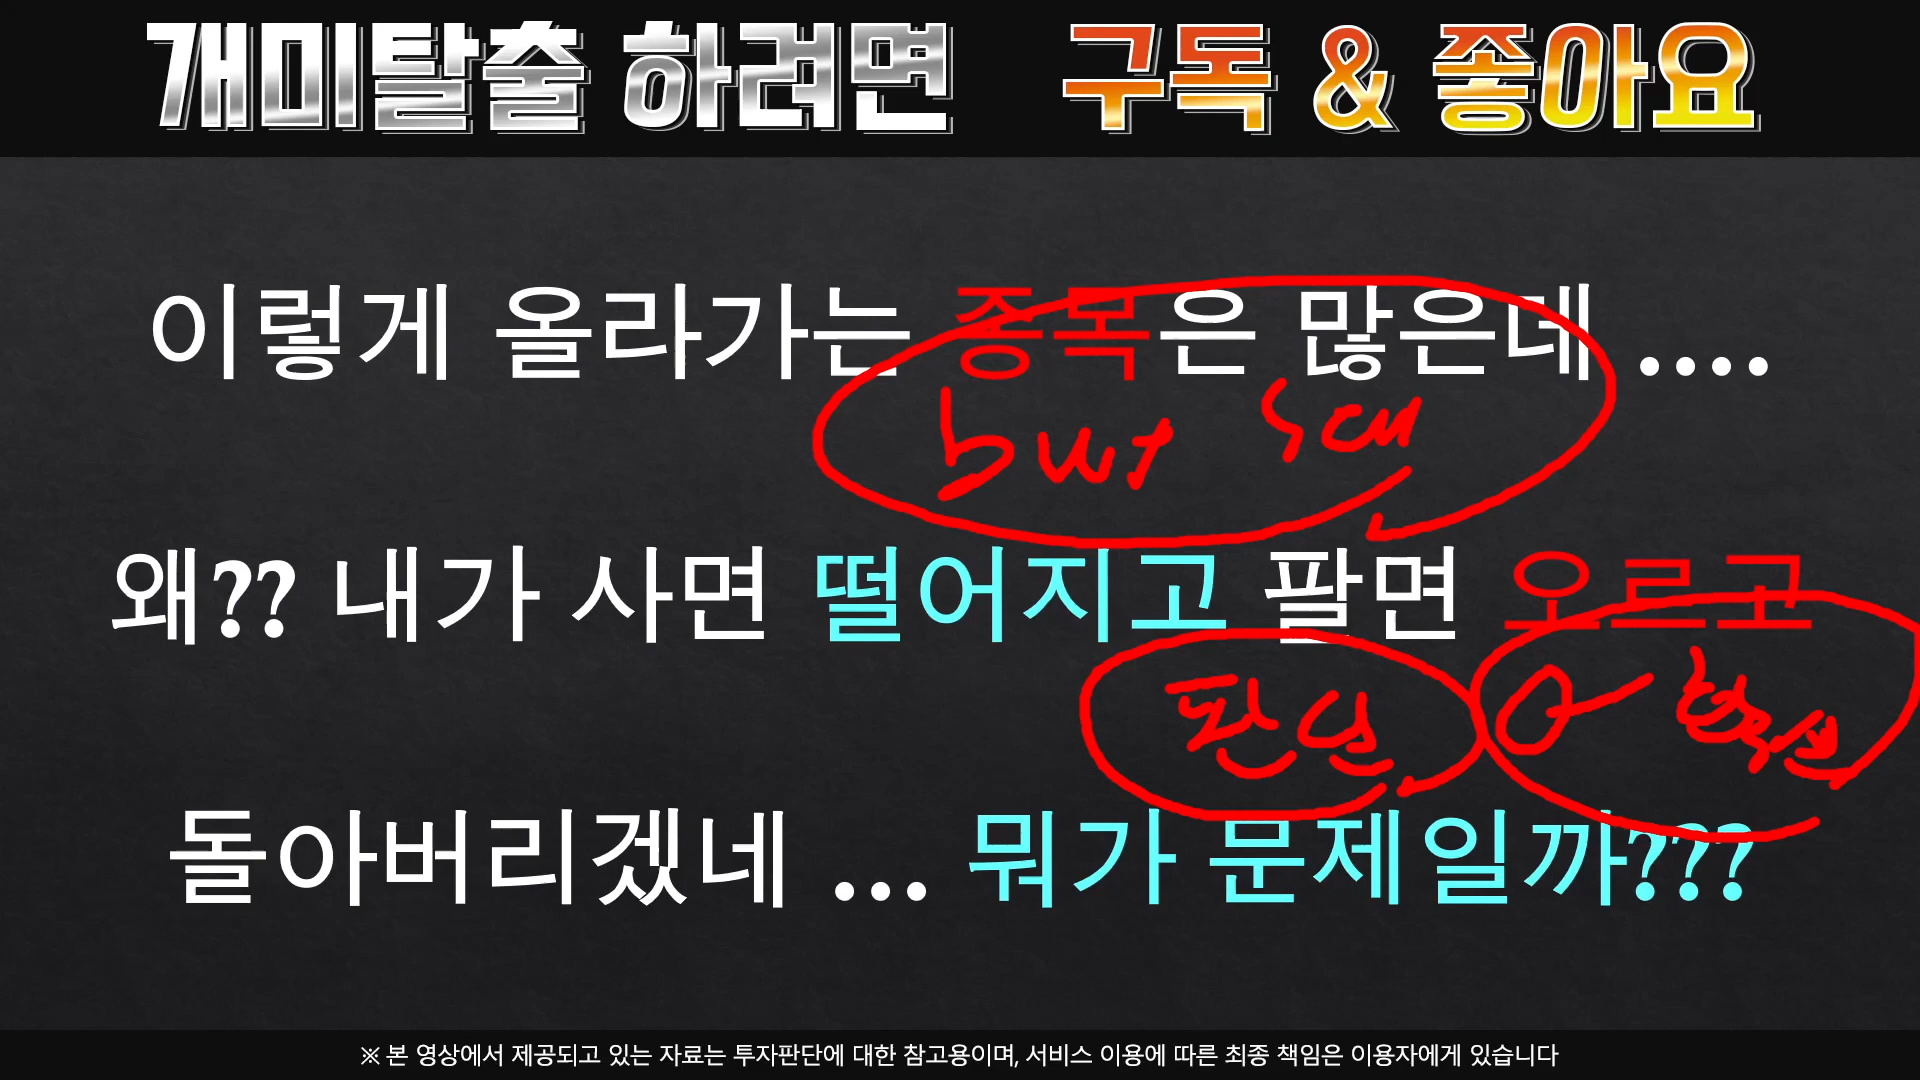 개미탈출 하려면 구독 & 좋아요
이렇게 올라가는 종목은 많은데 ....
but
왜?? 내가 사면 떨어지고 팔면 오르고
판단
돌아버리겠네 ... 뭐가 문제일까???
※ 본 영상에서 제공되고 있는 자료는 투자판단에 대한 참고용이며, 서비스 이용에 따른 최종 책임은 이용자에게 있습니다